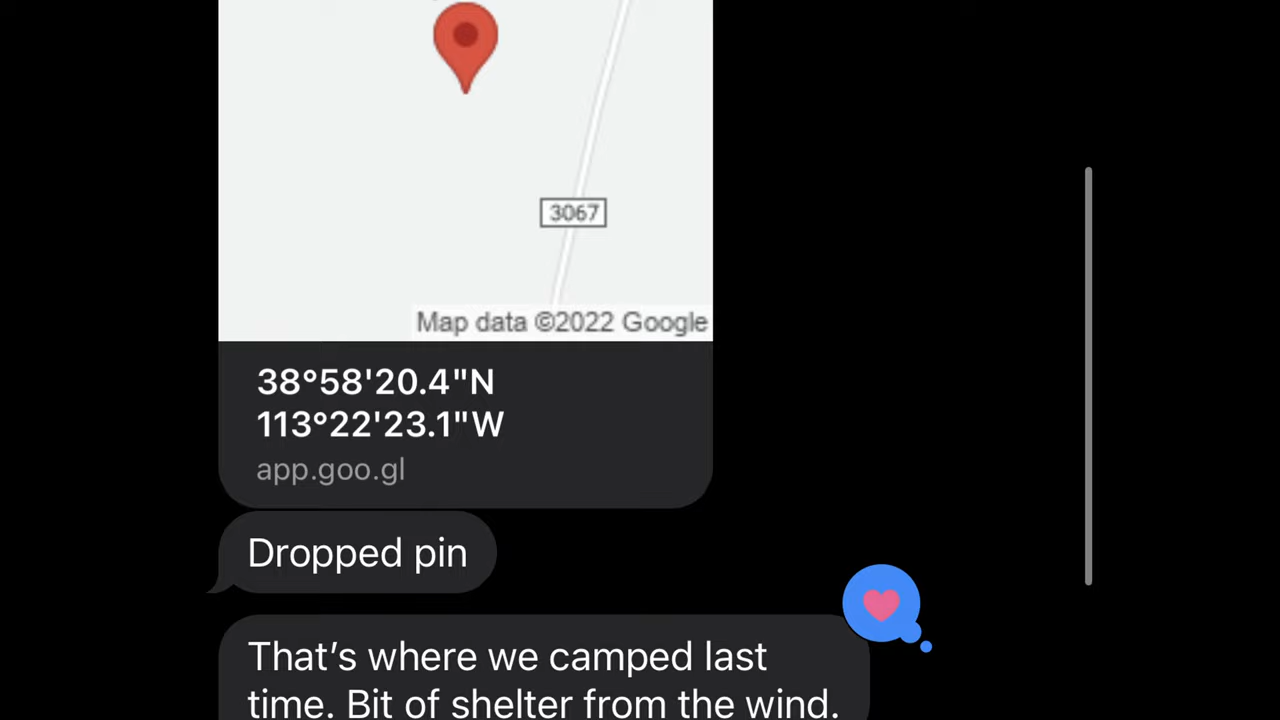 3067
Map data ©2022 Google
38°58'20.4"N
113°22'23.1"W
app.goo.gl
Dropped pin
That’s where we camped last
time. Bit of shelter from the wind.